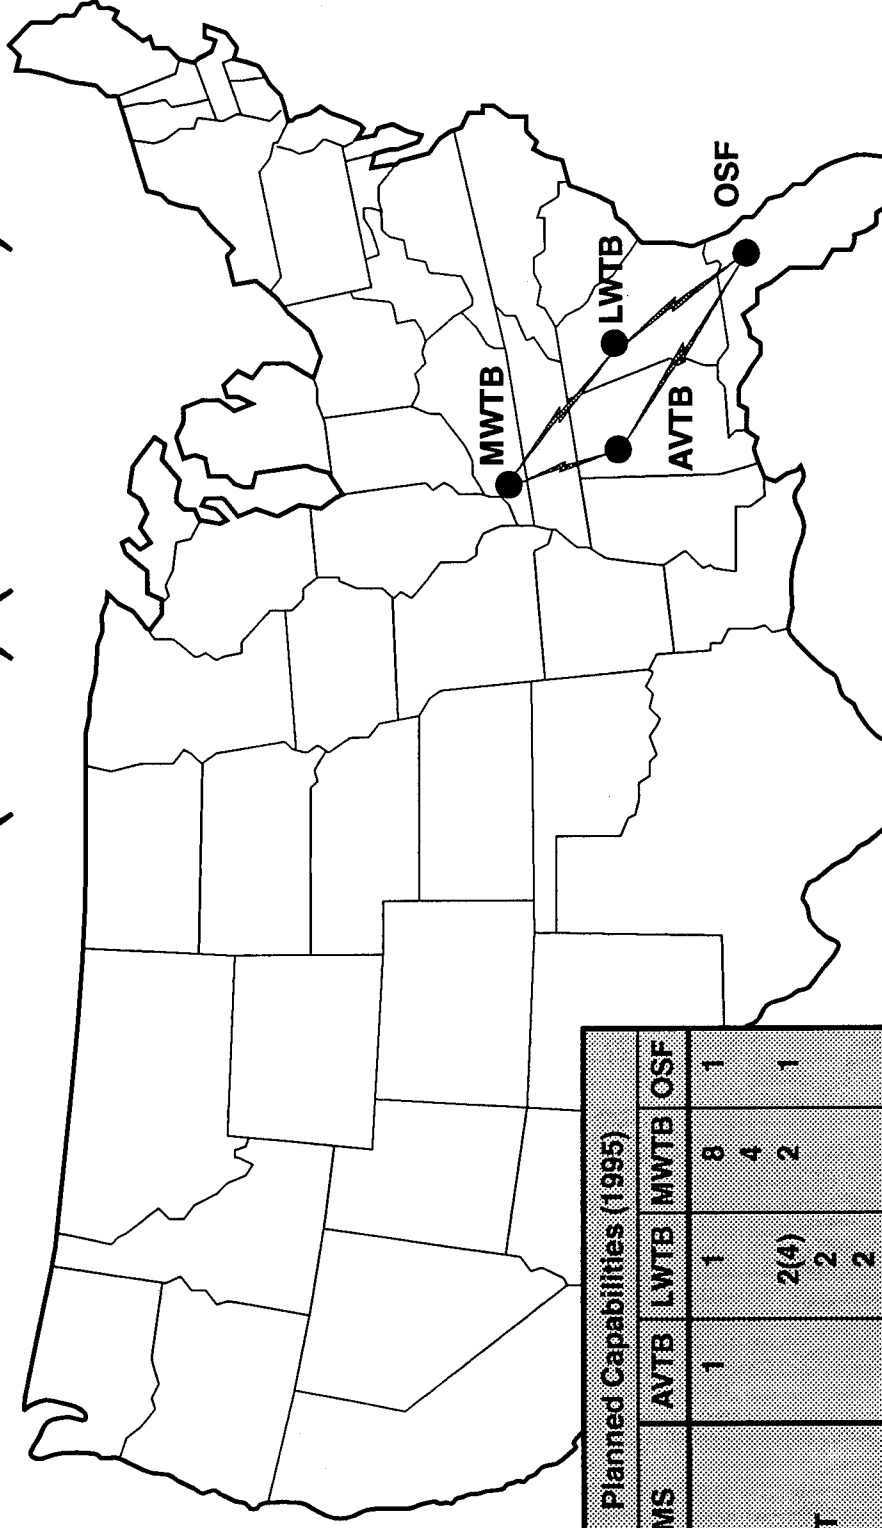 OSF
LWTB
MWTB
AVTB
Planned Capabilities (1995)
MS AVTB LWTB MWTB OSF
1 1 8 1
4
2(4) 2 1
T 2
2